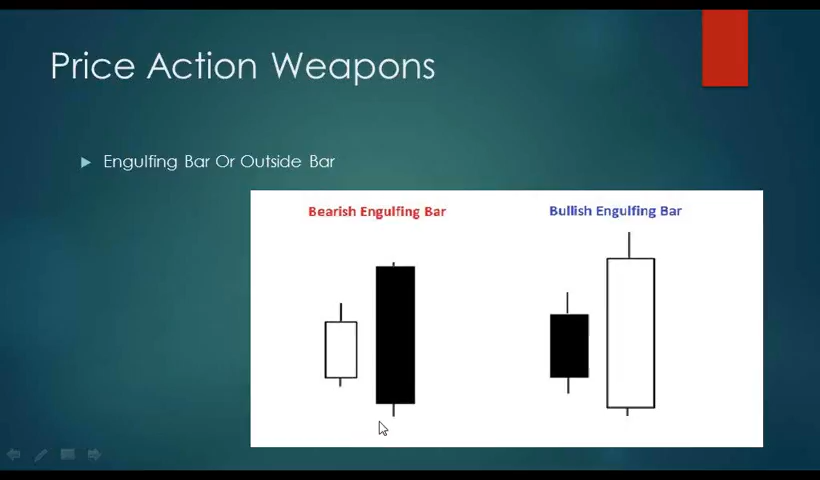 Price Action Weapons
Engulfing Bar Or Outside Bar
Bearish Engulfing Bar
Bullish Engulfing Bar